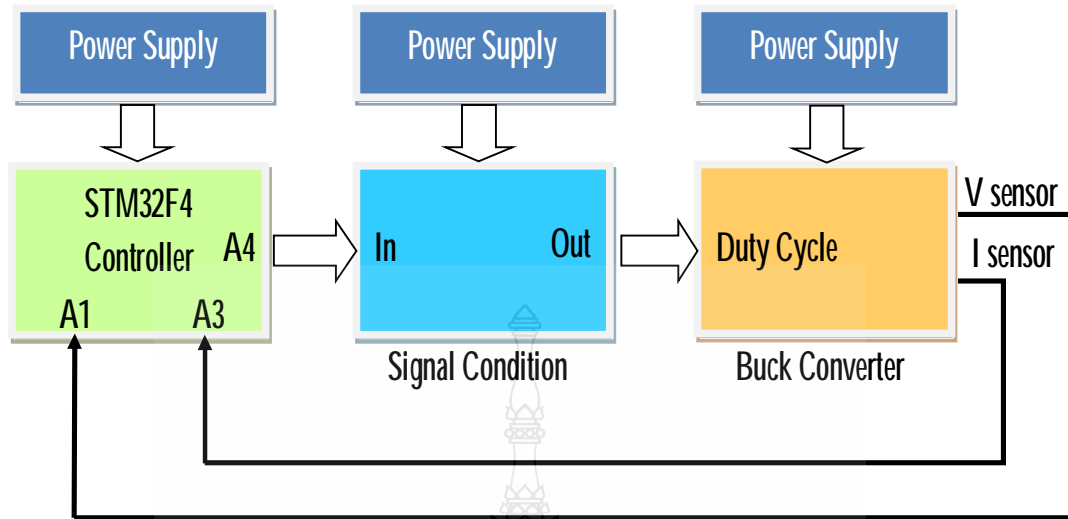 Power Supply
Power Supply
Power Supply
STM32F4
Controller
A4
A1
A3
In
Out
Duty Cycle
V sensor
I sensor
Signal Condition
Buck Converter